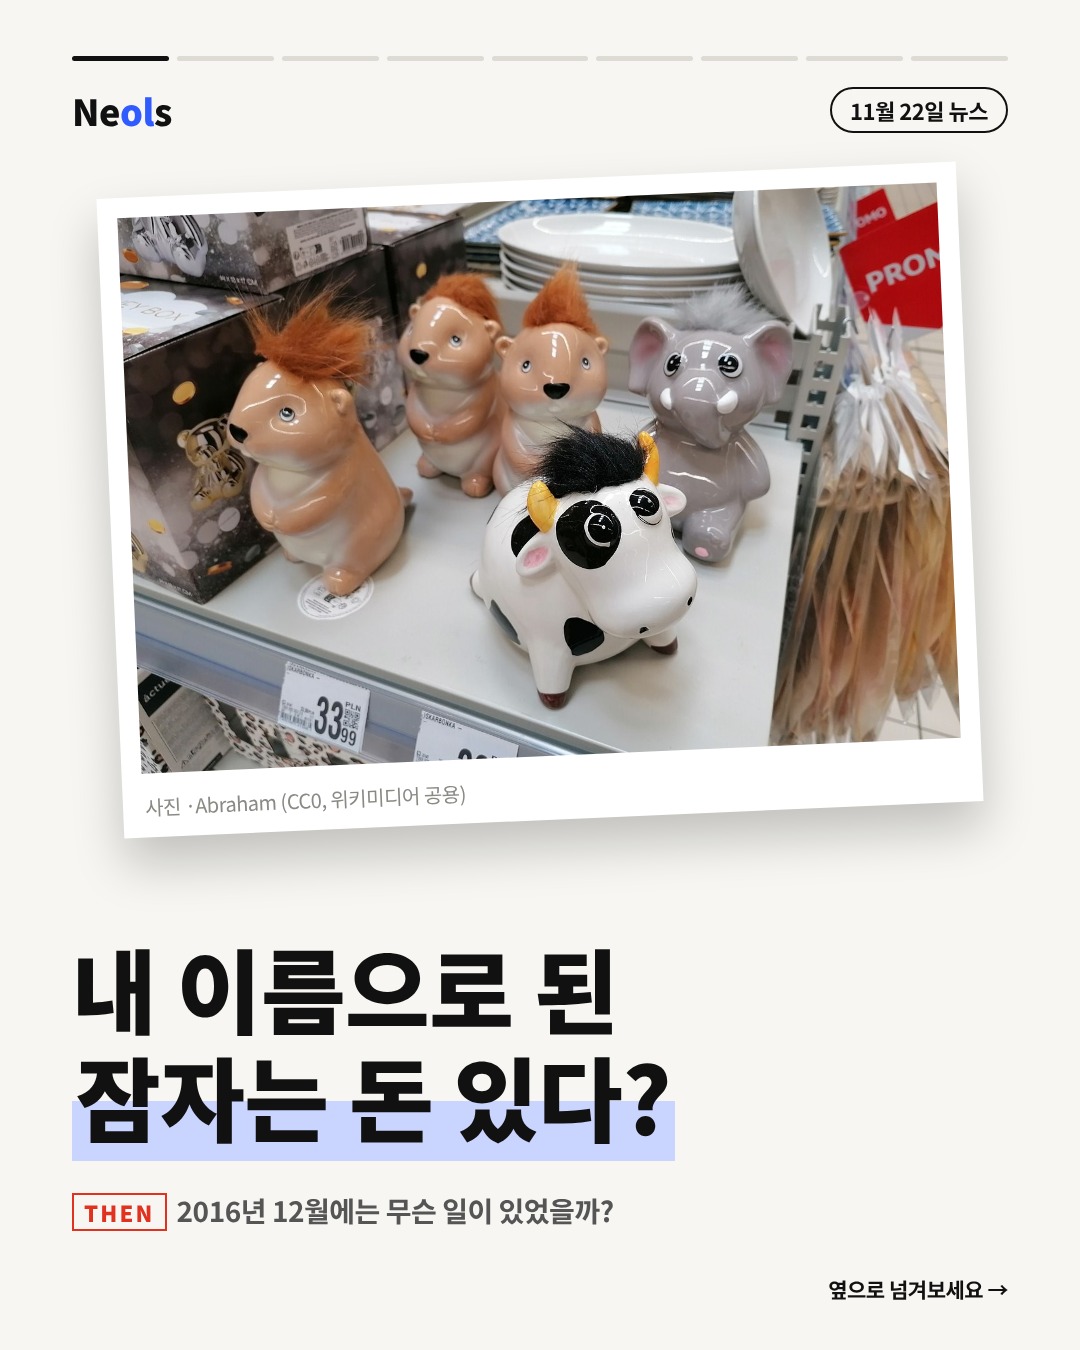 Neols
11월 22일 뉴스
PRON
33
99
PLN
SKARBONKA -
SKARBONKA -
사진 · Abraham (CC0, 위키미디어 공용)
내 이름으로 된
잠자는 돈 있다?
THEN 2016년 12월에는 무슨 일이 있었을까?
옆으로 넘겨보세요 →